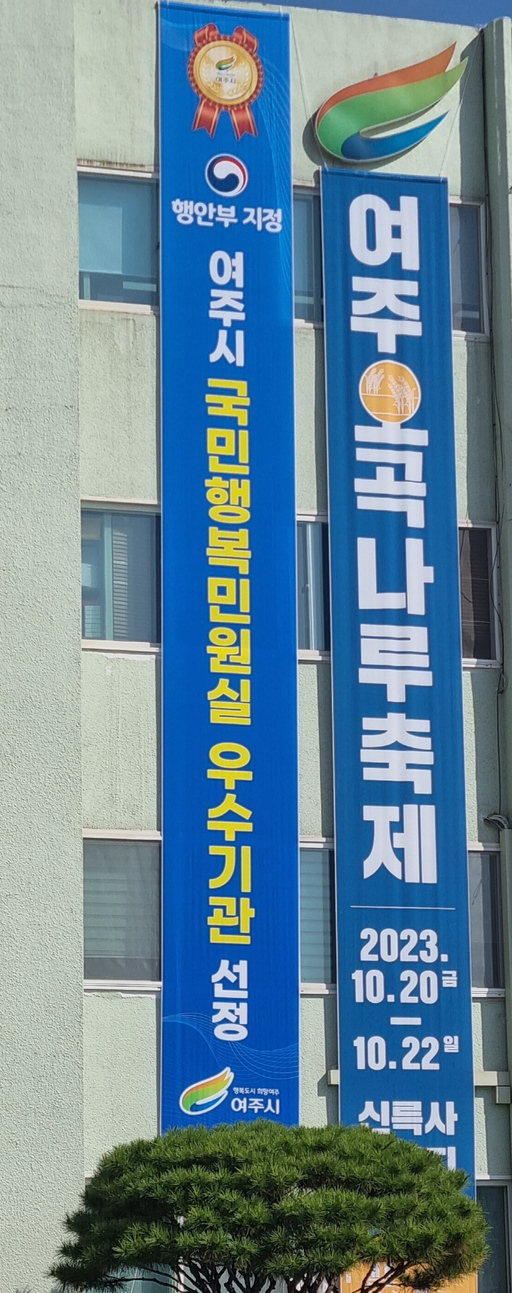 행안부 지정
여주시 국민행복민원실 우수기관 선정
행복도시 희망여주
여주시
여주오곡나루축제
2023.
10.20금
–
10.22일
신륵사